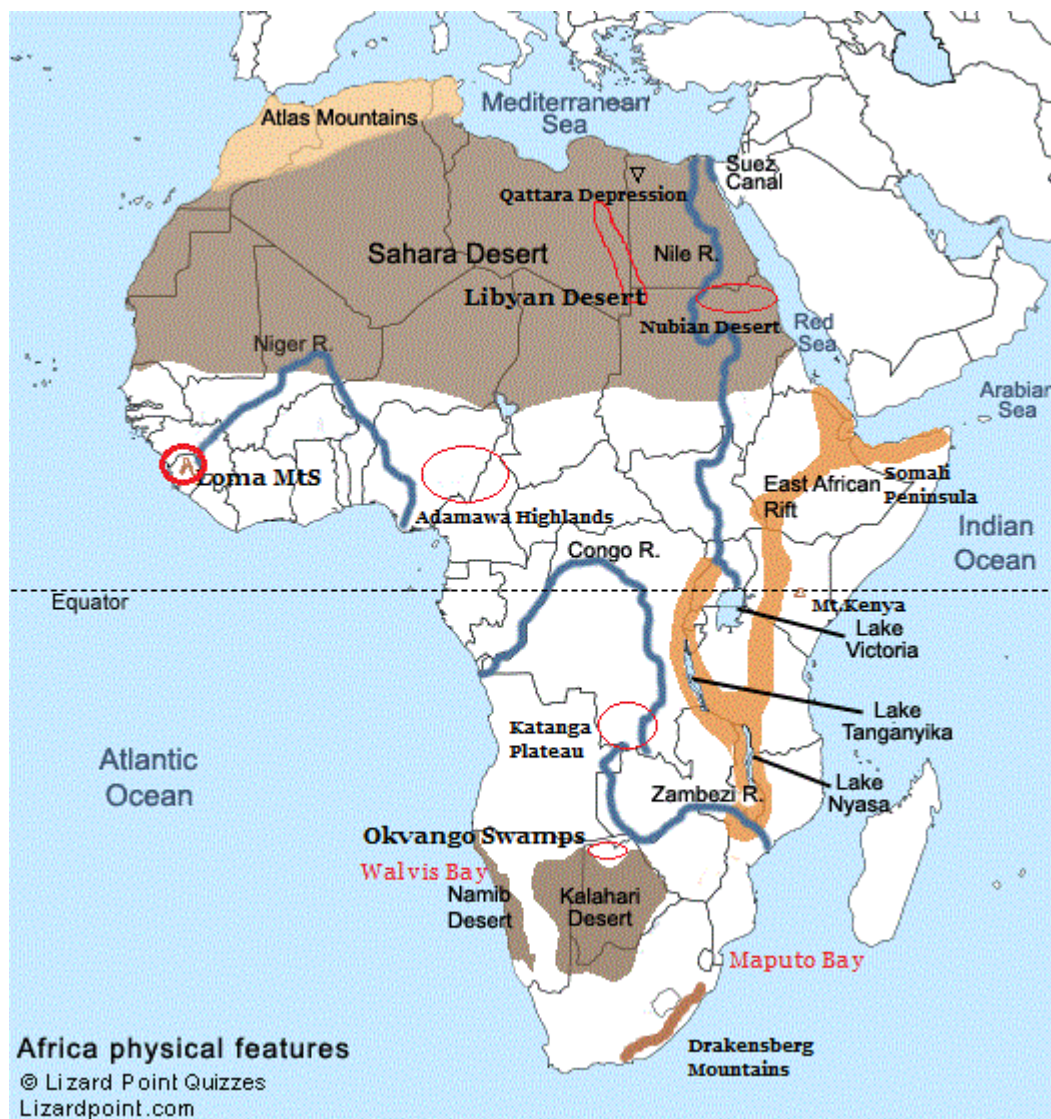 Mediterranean
Sea
Atlas Mountains
Suez
Canal
Qattara Depression
Sahara Desert
Nile R.
Libyan Desert
Nubian Desert
Red
Sea
Niger R.
Arabian
Sea
Loma MtS
East African
Rift
Somali
Peninsula
Adamawa Highlands
Indian
Ocean
Congo R.
Equator
Mt.Kenya
Lake
Victoria
Lake
Tanganyika
Katanga
Plateau
Atlantic
Ocean
Lake
Nyasa
Zambezi R.
Okvango Swamps
Walvis Bay
Namib
Desert
Kalahari
Desert
Maputo Bay
Drakensberg
Mountains
Africa physical features
© Lizard Point Quizzes
Lizardpoint.com